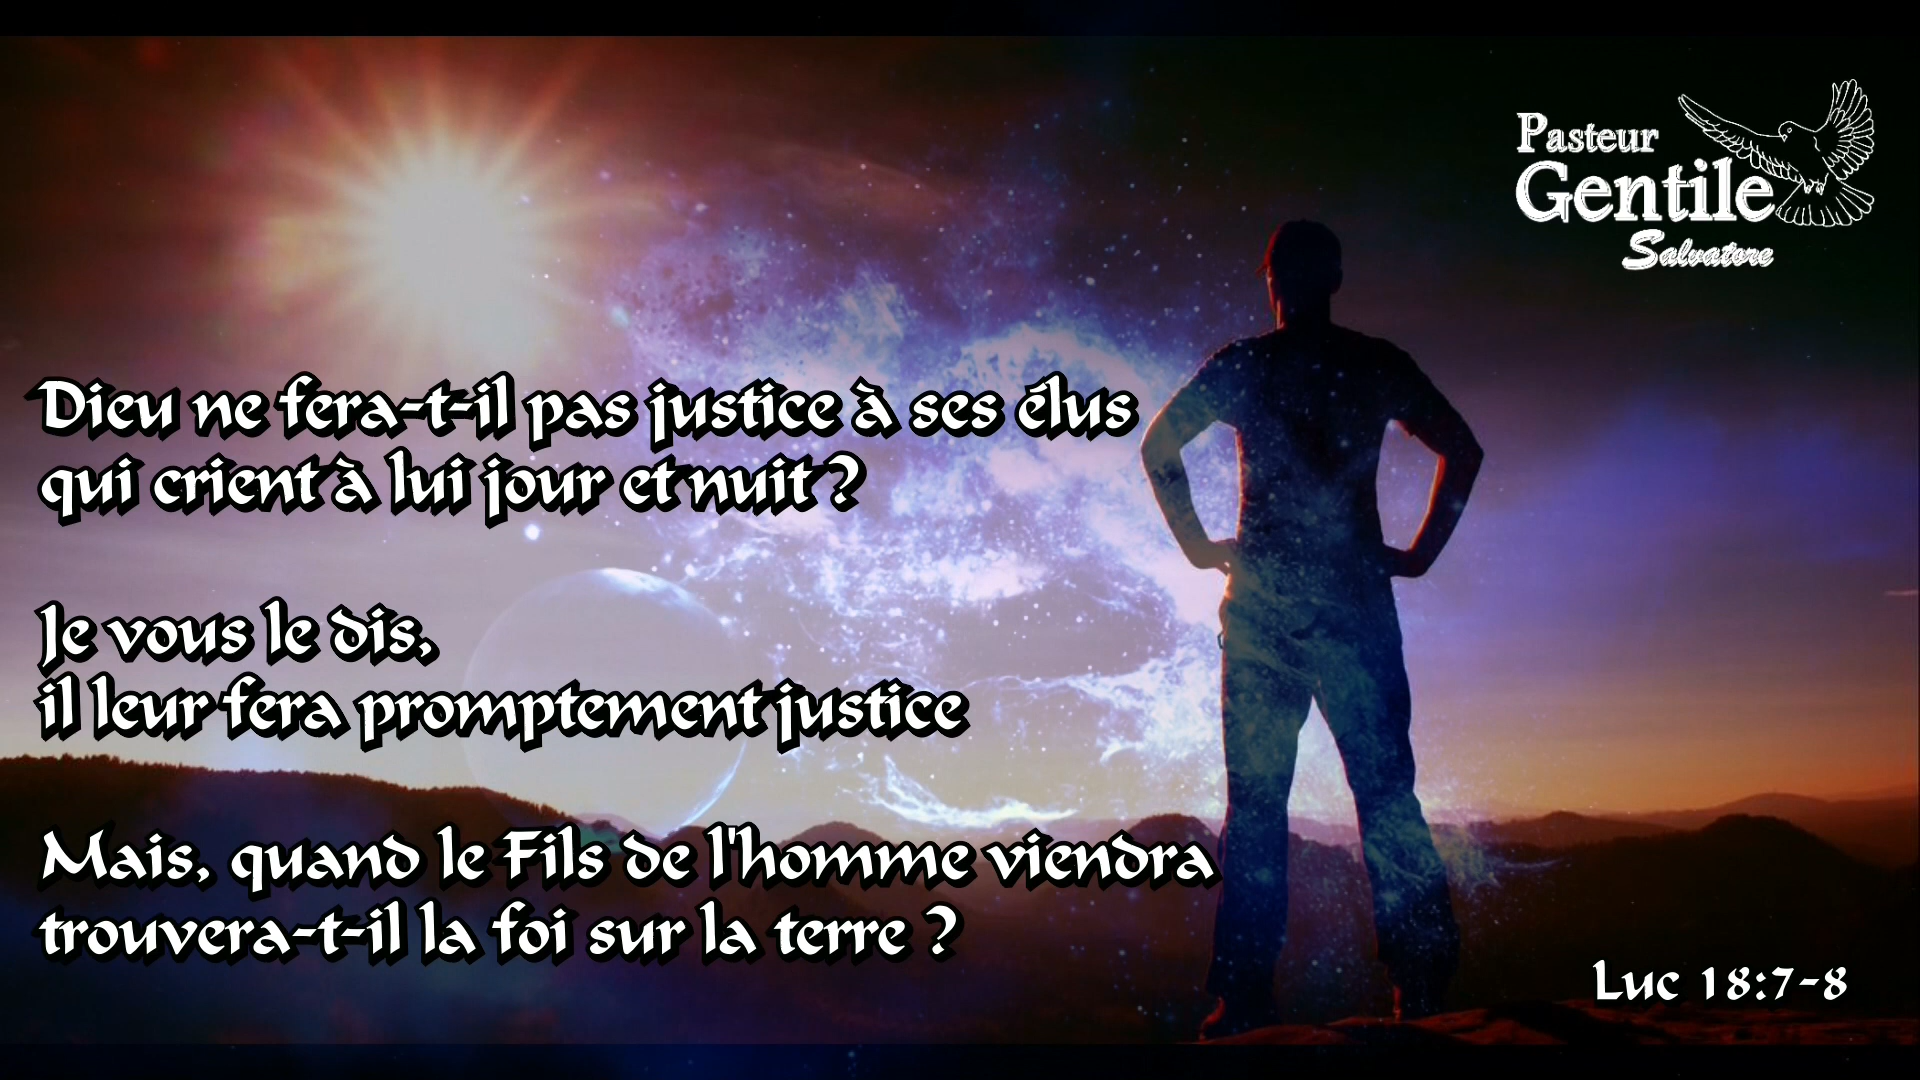 Pasteur
Gentile
Salvatore
Dieu ne fera-t-il pas justice à ses élus
qui crient à lui jour et nuit ?
Je vous le dis,
il leur fera promptement justice
Mais, quand le Fils de l'homme viendra
trouvera-t-il la foi sur la terre ?
Luc 18:7-8